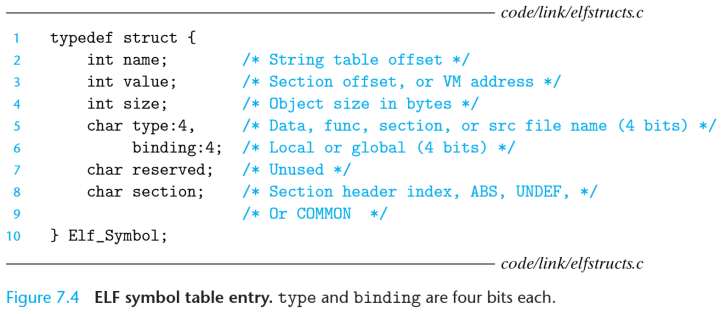 code/link/elfstructs.c
1 typedef struct {
2 int name; /* String table offset */
3 int value; /* Section offset, or VM address */
4 int size; /* Object size in bytes */
5 char type:4, /* Data, func, section, or src file name (4 bits) */
6 binding:4; /* Local or global (4 bits) */
7 char reserved; /* Unused */
8 char section; /* Section header index, ABS, UNDEF, */
9 /* Or COMMON */
10 } Elf_Symbol;
code/link/elfstructs.c
Figure 7.4 ELF symbol table entry. type and binding are four bits each.